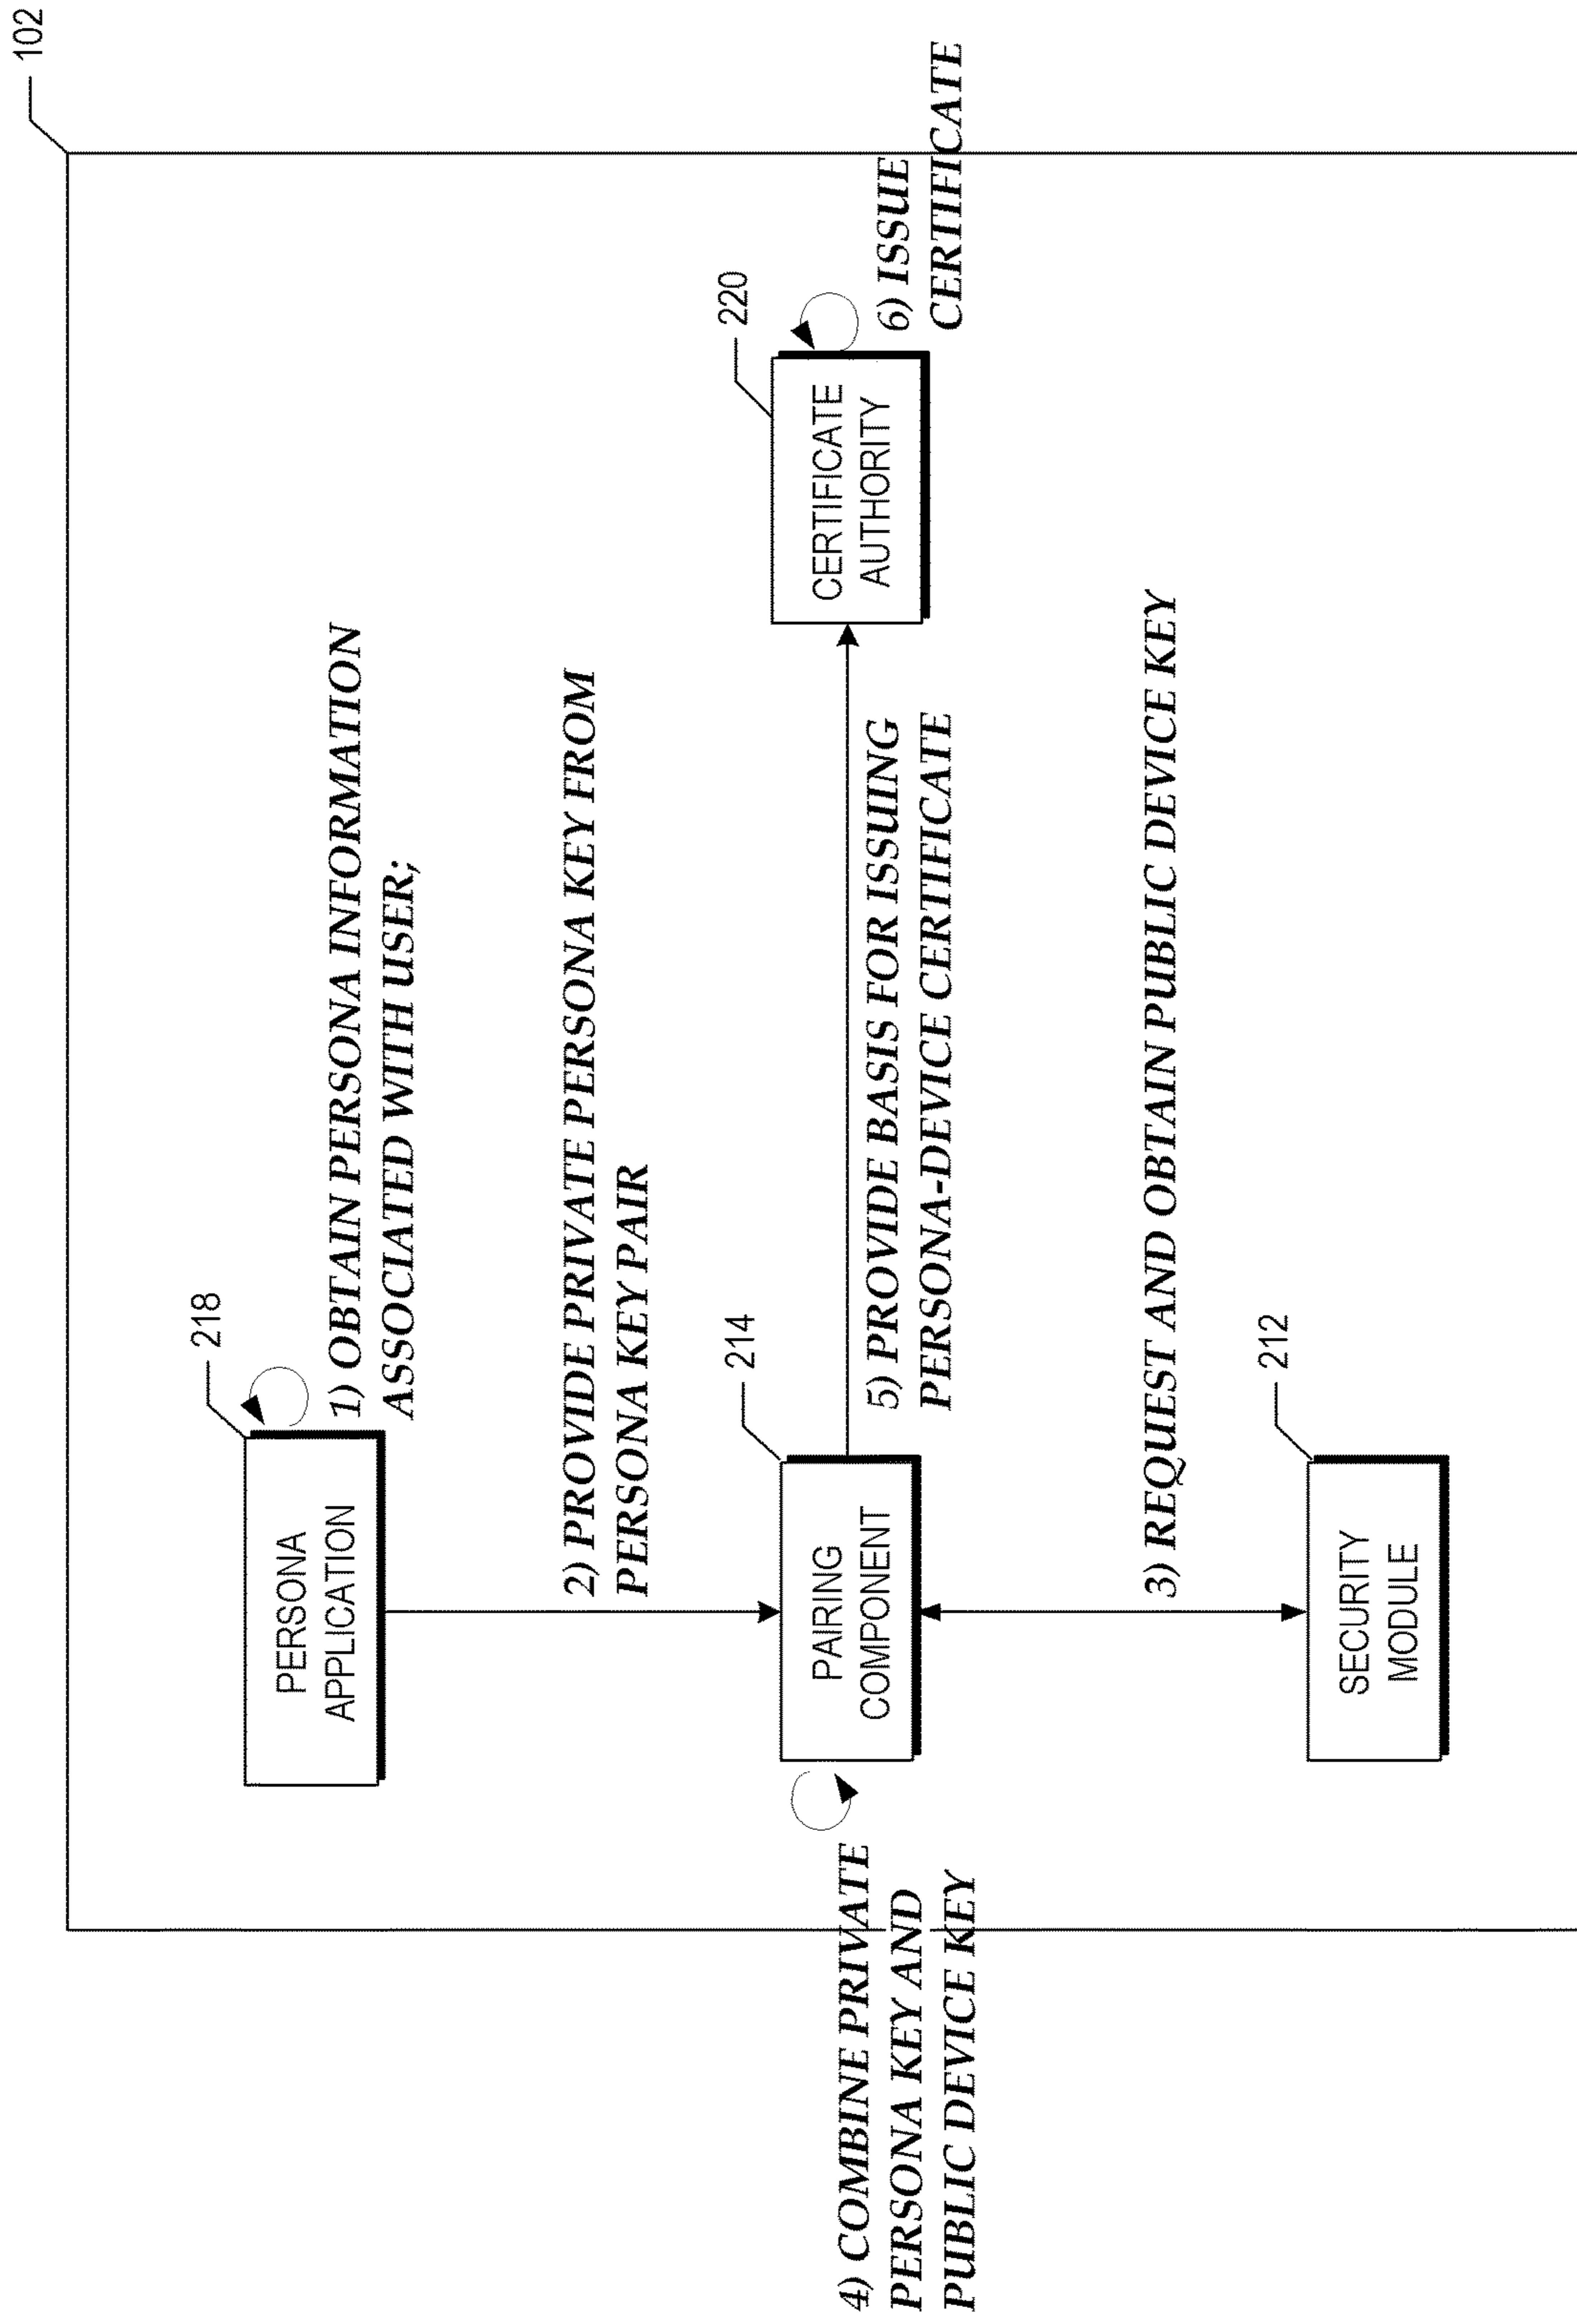 102
218
PERSONA
APPLICATION
1) OBTAIN PERSONA INFORMATION
ASSOCIATED WITH USER;
2) PROVIDE PRIVATE PERSONA KEY FROM
PERSONA KEY PAIR
214
PAIRING
COMPONENT
4) COMBINE PRIVATE
PERSONA KEY AND
PUBLIC DEVICE KEY
5) PROVIDE BASIS FOR ISSUING
PERSONA-DEVICE CERTIFICATE
220
CERTIFICATE
AUTHORITY
6) ISSUE
CERTIFICATE
3) REQUEST AND OBTAIN PUBLIC DEVICE KEY
212
SECURITY
MODULE